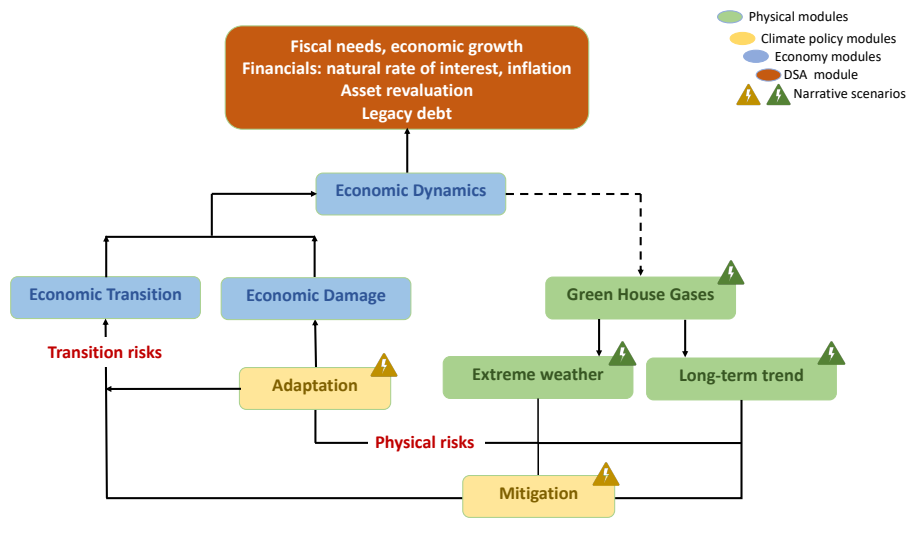 Physical modules
Climate policy modules
Economy modules
DSA module
Narrative scenarios
Fiscal needs, economic growth
Financials: natural rate of interest, inflation
Asset revaluation
Legacy debt
Economic Dynamics
Economic Transition
Economic Damage
Green House Gases
Transition risks
Adaptation
Extreme weather
Long-term trend
Physical risks
Mitigation